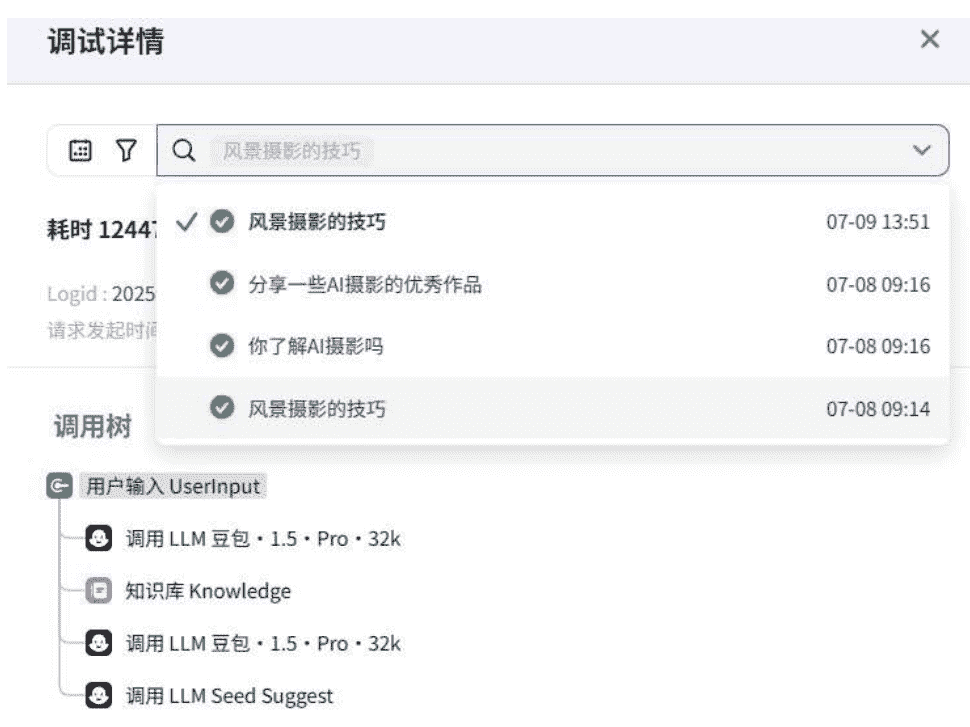 调试详情
风景摄影的技巧
耗时 12447
风景摄影的技巧 07-09 13:51
分享一些AI摄影的优秀作品 07-08 09:16
Logid : 2025
你了解AI摄影吗 07-08 09:16
请求发起时间
风景摄影的技巧 07-08 09:14
调用树
用户输入 UserInput
调用 LLM 豆包・1.5・Pro・32k
知识库 Knowledge
调用 LLM 豆包・1.5・Pro・32k
调用 LLM Seed Suggest